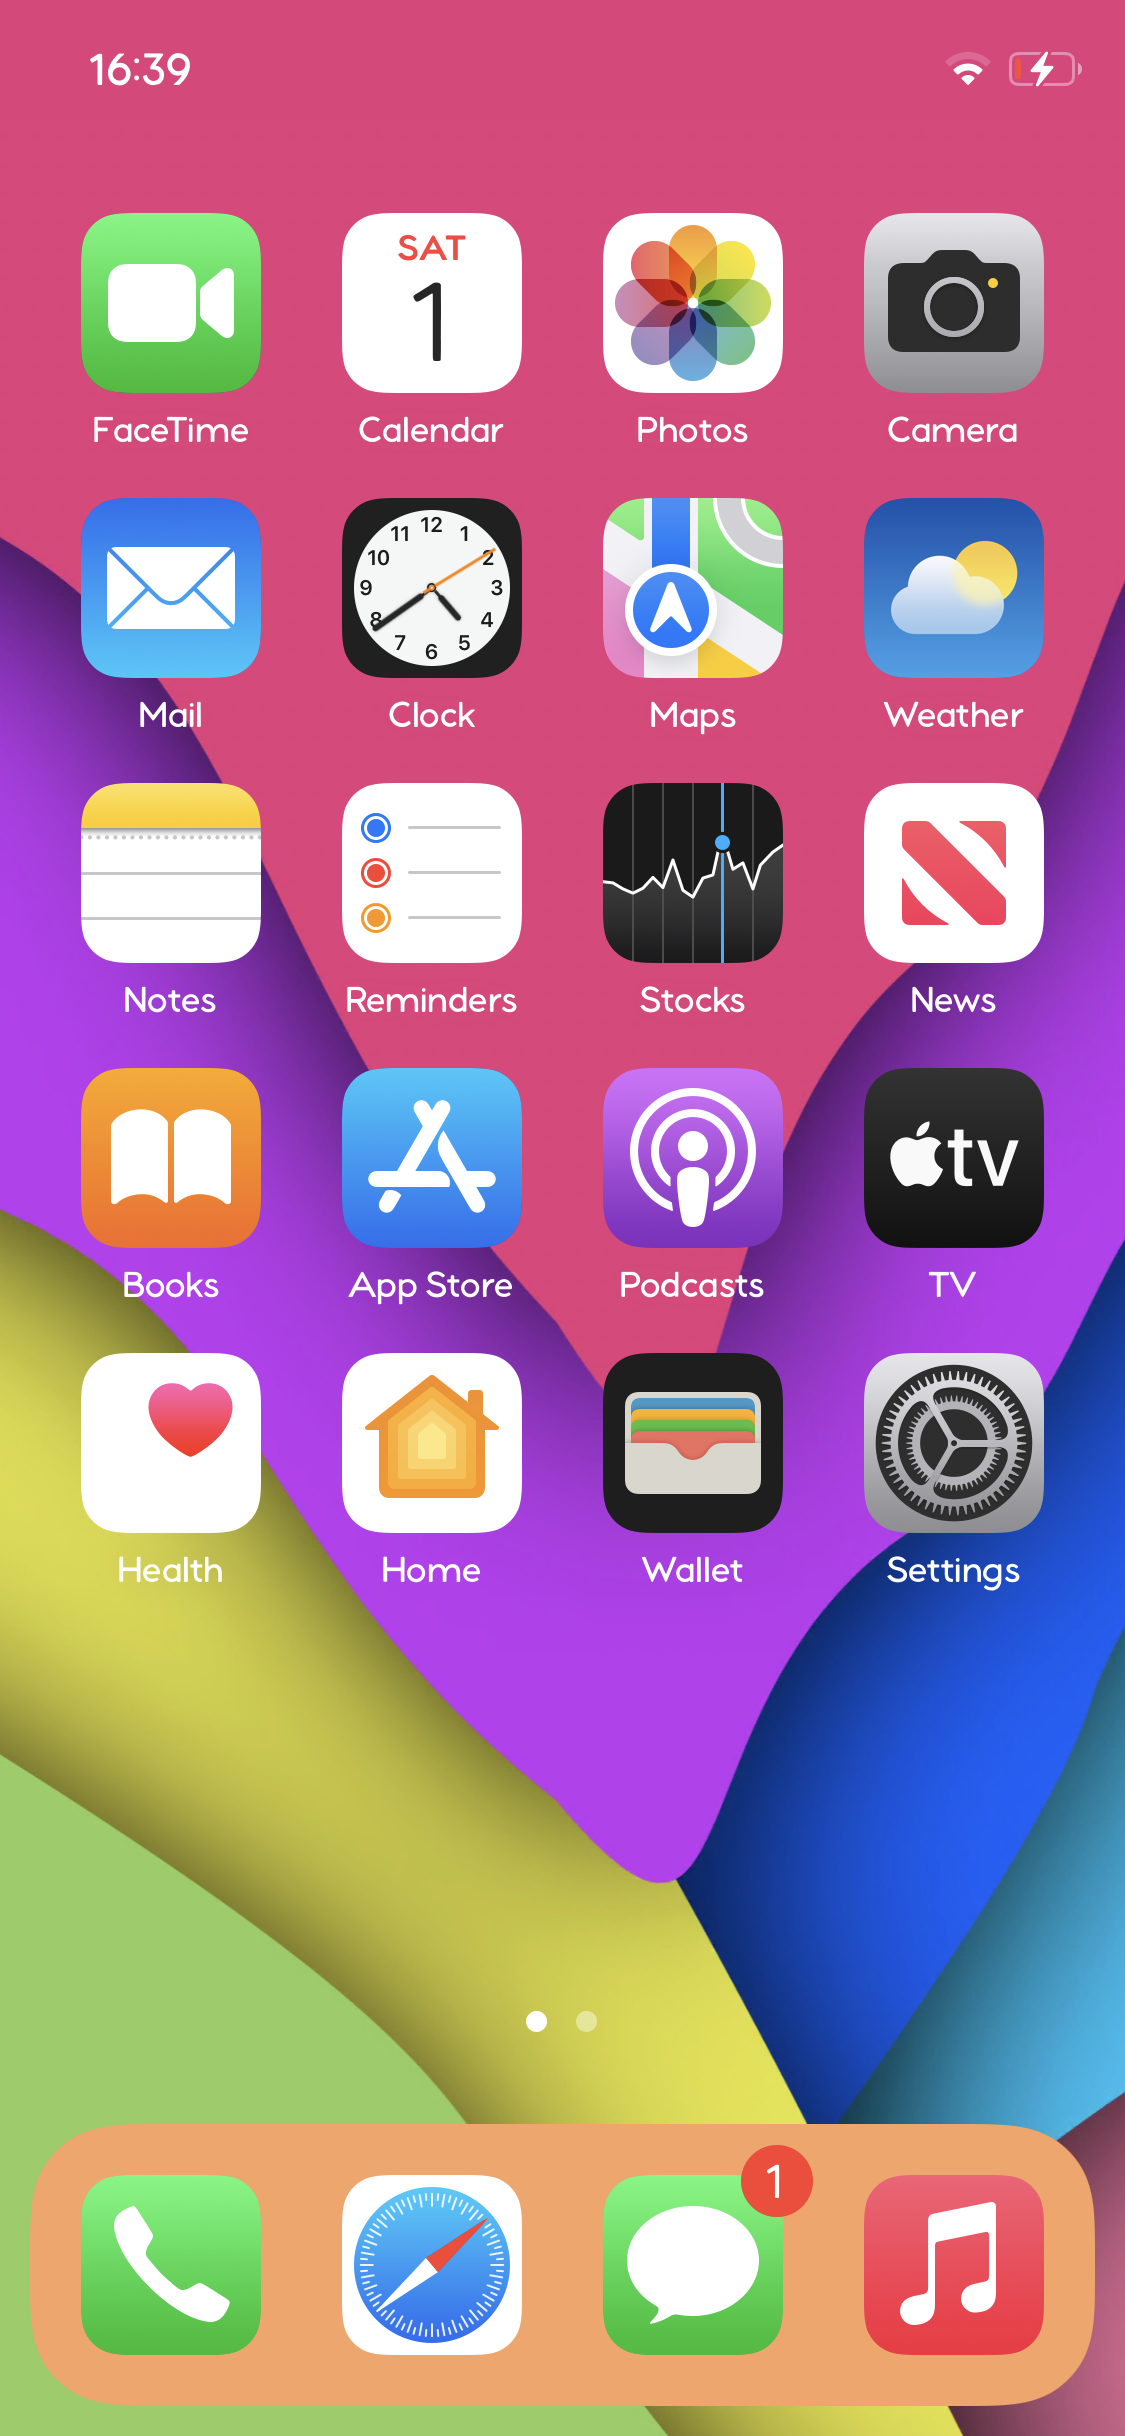 16:39
SAT
1
FaceTime Calendar Photos Camera
12
11 1
10 2
9 3
8 4
7 5
6
Mail Clock Maps Weather
Notes Reminders Stocks News
tv
Books App Store Podcasts TV
Health Home Wallet Settings
1